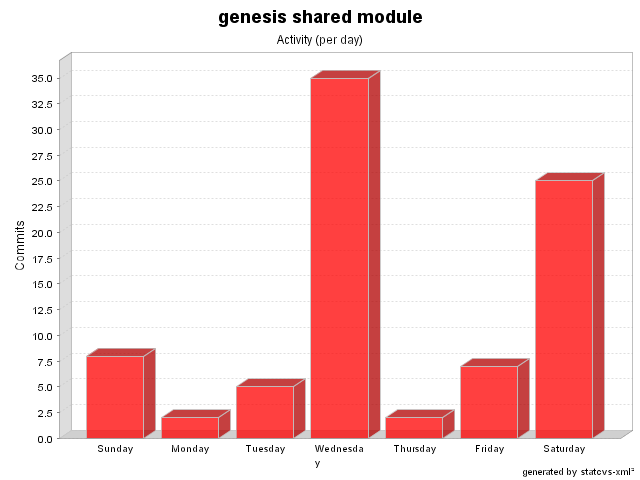 genesis shared module
Activity (per day)
Commits
35.0
32.5
30.0
27.5
25.0
22.5
20.0
17.5
15.0
12.5
10.0
7.5
5.0
2.5
0.0
Sunday
Monday
Tuesday
Wednesda
y
Thursday
Friday
Saturday
generated by statcvs-xml²